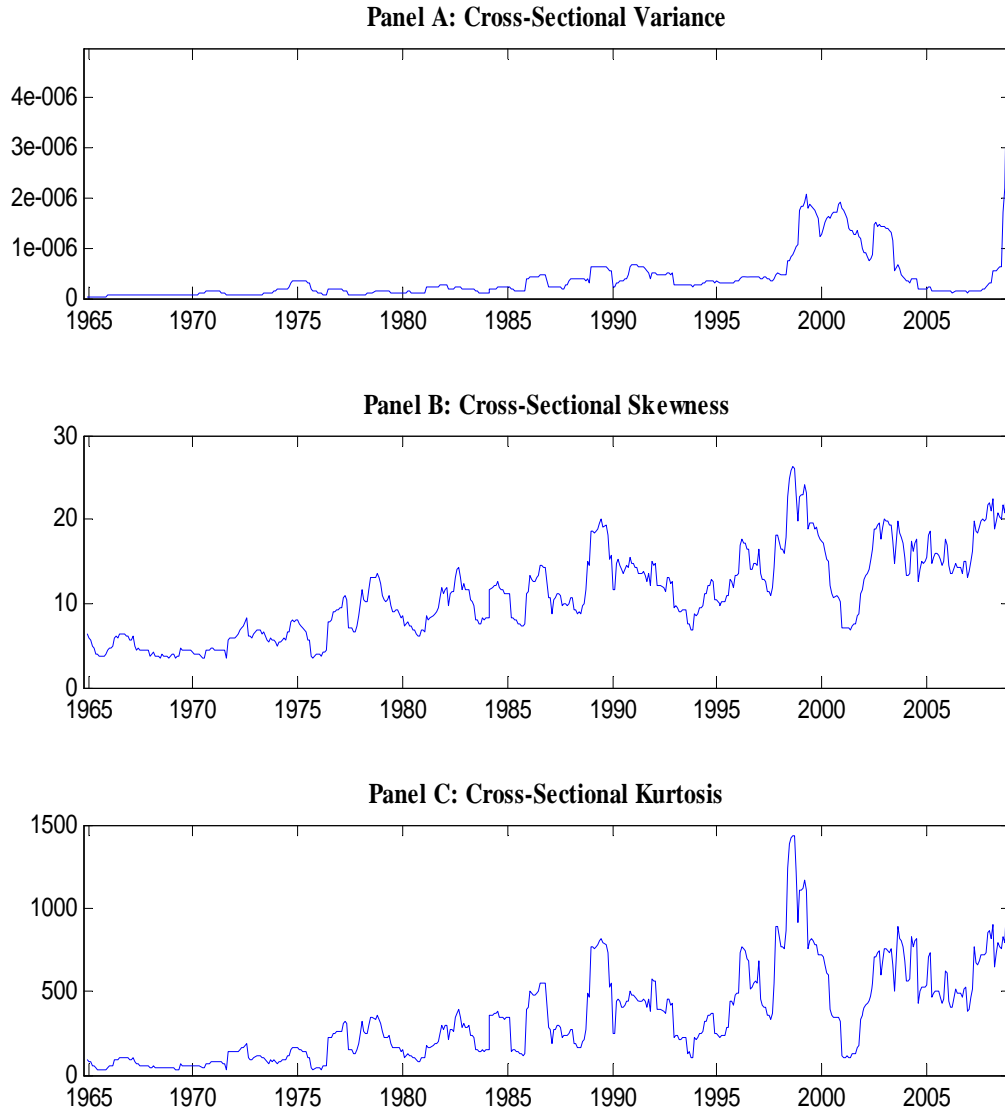 Panel A: Cross-Sectional Variance
4e-006
3e-006
2e-006
1e-006
0
1965 1970 1975 1980 1985 1990 1995 2000 2005
Panel B: Cross-Sectional Skewness
30
20
10
0
1965 1970 1975 1980 1985 1990 1995 2000 2005
Panel C: Cross-Sectional Kurtosis
1500
1000
500
0
1965 1970 1975 1980 1985 1990 1995 2000 2005